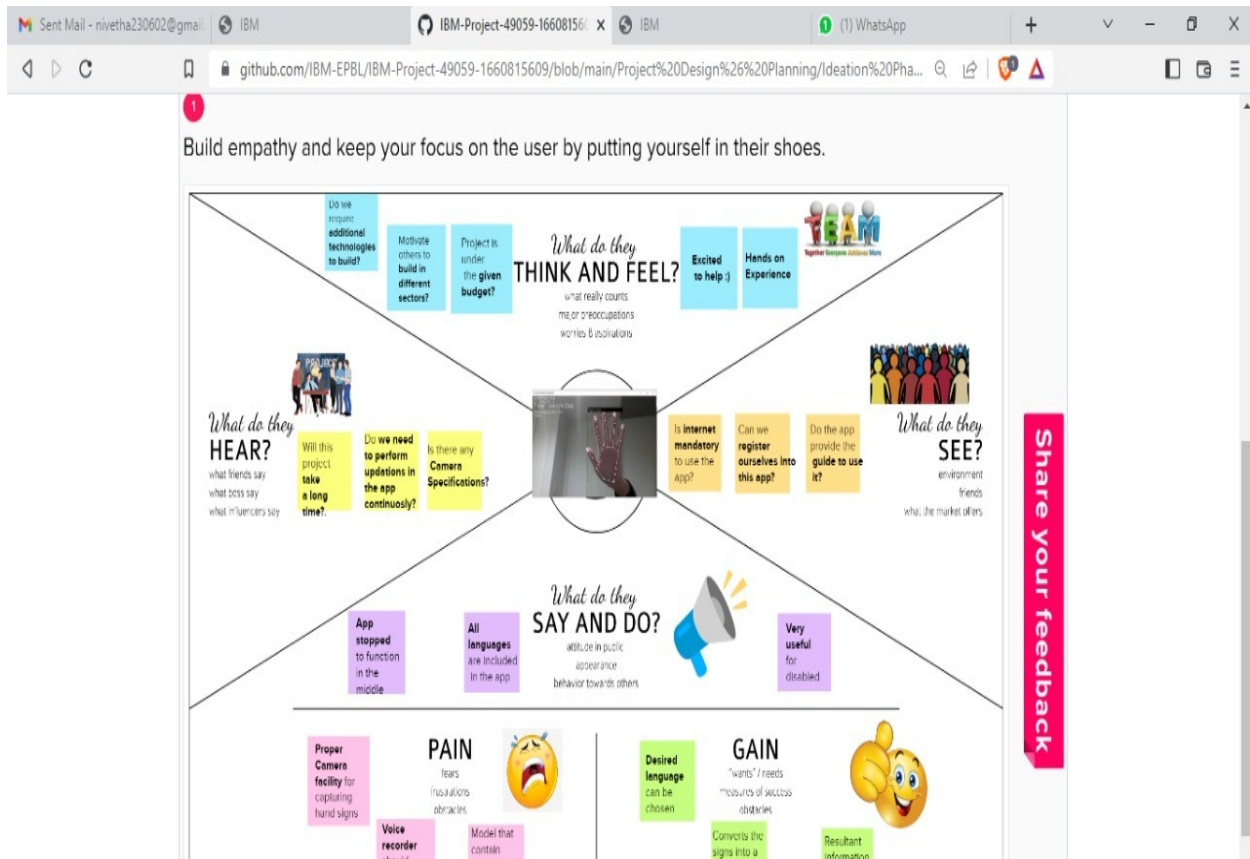 Sent Mail - nivetha230602@gmail
IBM
IBM-Project-49059-16608156
IBM
(1) WhatsApp
github.com/IBM-EPBL/IBM-Project-49059-1660815609/blob/main/Project%20Design%26%20Planning/Ideation%20Pha...
1
Build empathy and keep your focus on the user by putting yourself in their shoes.
Do we
require
additional
technologies
to build?
Motivate
others to
build in
different
sectors?
Project is
under
the given
budget?
What do they
THINK AND FEEL?
what really counts
major preoccupations
worries & aspirations
Excited
to help :)
Hands on
Experience
TEAM
Together Everyone Achieves More
PROJECT
What do they
HEAR?
what friends say
what boss say
what influencers say
Will this
project
take
a long
time?.
Do we need
to perform
updations in
the app
continuosly?
Is there any
Camera
Specifications?
Is internet
mandatory
to use the
app?
Can we
register
ourselves into
this app?
Do the app
provide the
guide to use
it?
What do they
SEE?
environment
friends
what the market offers
Share your feedback
What do they
SAY AND DO?
attitude in public
appearance
behavior towards others
App
stopped
to function
in the
middle
All
languages
are included
in the app
Very
useful
for
disabled
Proper
Camera
facility for
capturing
hand signs
PAIN
fears
frustrations
obstacles
Voice
recorder
should
Model that
contain
Desired
language
can be
chosen
GAIN
"wants" / needs
measures of success
obstacles
Converts the
signs into a
Resultant
information